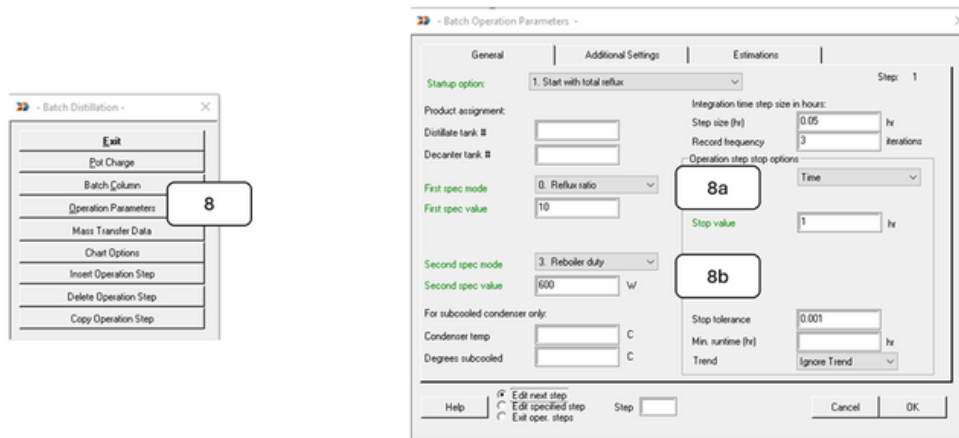 - Batch Distillation -
Exit
Pot Charge
Batch Column
Operation Parameters
8
Mass Transfer Data
Chart Options
Insert Operation Step
Delete Operation Step
Copy Operation Step
- Batch Operation Parameters -
General Additional Settings Estimations
Startup option: 1. Start with total reflux Step: 1
Product assignment: Integration time step size in hours:
Distillate tank # Step size (hr) 0.05 hr
Decanter tank # Record frequency 3 iterations
Operation step stop options
First spec mode 0. Reflux ratio 8a Time
First spec value 10 Stop value 1 hr
Second spec mode 3. Reboiler duty 8b
Second spec value 600 W
For subcooled condenser only: Stop tolerance 0.001
Condenser temp C Min. runtime (hr) hr
Degrees subcooled C Trend Ignore Trend
Help Edit next step
Edit specified step Step Cancel OK
Exit oper. steps